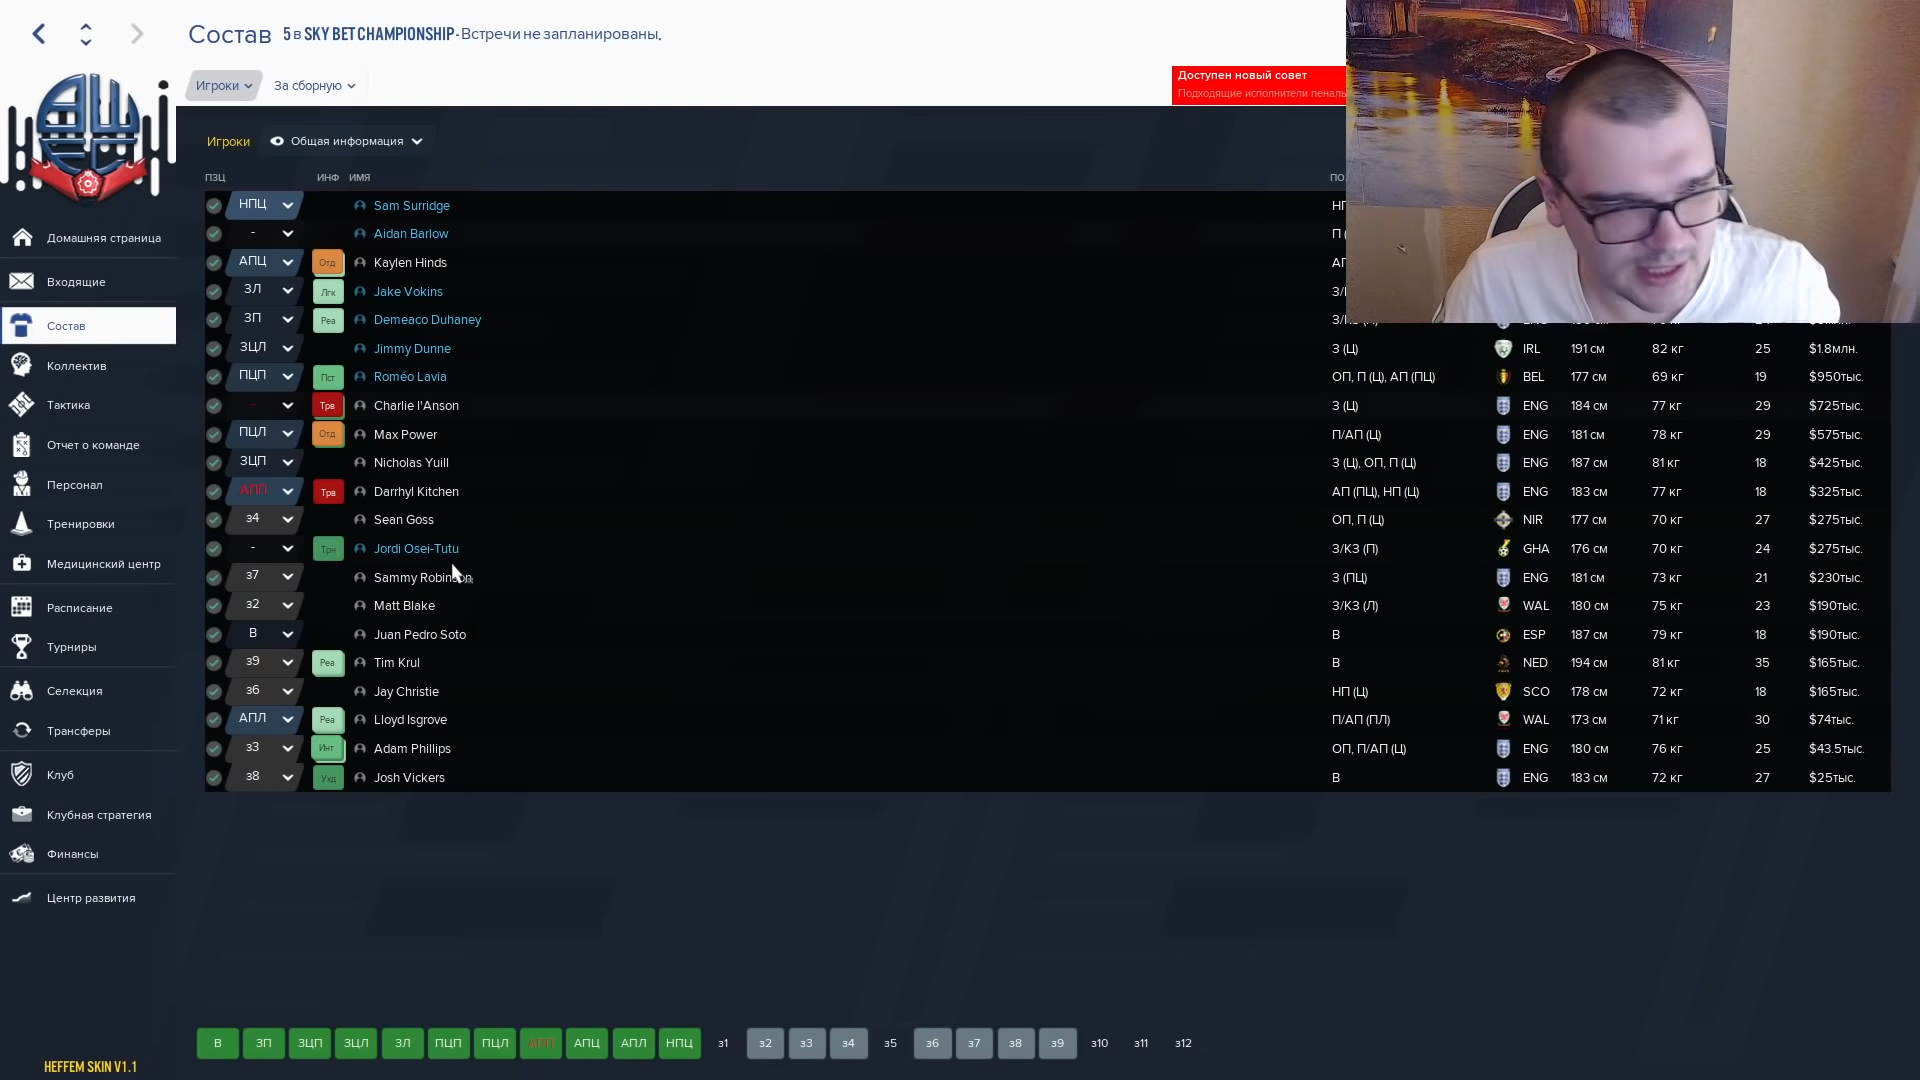 Состав 5 в SKY BET CHAMPIONSHIP - Встречи не запланированы.
Игроки За сборную
Доступен новый совет
Подходящие исполнители
Игроки Общая информация
ПЗЦ ИНФ ИМЯ
НПЦ Sam Surridge
- Aidan Barlow
АПЦ Отд Kaylen Hinds
ЗЛ Лгк Jake Vokins
ЗП Реа Demeaco Duhaney
ЗЦЛ Jimmy Dunne З (Ц) IRL 191 см 82 кг 25 $1.8млн.
ПЦП Пст Roméo Lavia ОП, П (Ц), АП (ПЦ) BEL 177 см 69 кг 19 $950тыс.
- Трв Charlie I'Anson З (Ц) ENG 184 см 77 кг 29 $725тыс.
ПЦЛ Отд Max Power П/АП (Ц) ENG 181 см 78 кг 29 $575тыс.
ЗЦП Nicholas Yuill З (Ц), ОП, П (Ц) ENG 187 см 81 кг 18 $425тыс.
АПП Трв Darrhyl Kitchen АП (ПЦ), НП (Ц) ENG 183 см 77 кг 18 $325тыс.
з4 Sean Goss ОП, П (Ц) NIR 177 см 70 кг 27 $275тыс.
- Трн Jordi Osei-Tutu З/КЗ (П) GHA 176 см 70 кг 24 $275тыс.
з7 Sammy Robinson З (ПЦ) ENG 181 см 73 кг 21 $230тыс.
з2 Matt Blake З/КЗ (Л) WAL 180 см 75 кг 23 $190тыс.
В Juan Pedro Soto В ESP 187 см 79 кг 18 $190тыс.
з9 Реа Tim Krul В NED 194 см 81 кг 35 $165тыс.
з6 Jay Christie НП (Ц) SCO 178 см 72 кг 18 $165тыс.
АПЛ Реа Lloyd Isgrove П/АП (ПЛ) WAL 173 см 71 кг 30 $74тыс.
з3 Инт Adam Phillips ОП, П/АП (Ц) ENG 180 см 76 кг 25 $43.5тыс.
з8 Ухд Josh Vickers В ENG 183 см 72 кг 27 $25тыс.
Домашняя страница
Входящие
Состав
Коллектив
Тактика
Отчет о команде
Персонал
Тренировки
Медицинский центр
Расписание
Турниры
Селекция
Трансферы
Клуб
Клубная стратегия
Финансы
Центр развития
В ЗП ЗЦП ЗЦЛ ЗЛ ПЦП ПЦЛ АПП АПЦ АПЛ НПЦ з1 з2 з3 з4 з5 з6 з7 з8 з9 з10 з11 з12
HEFFEM SKIN V1.1